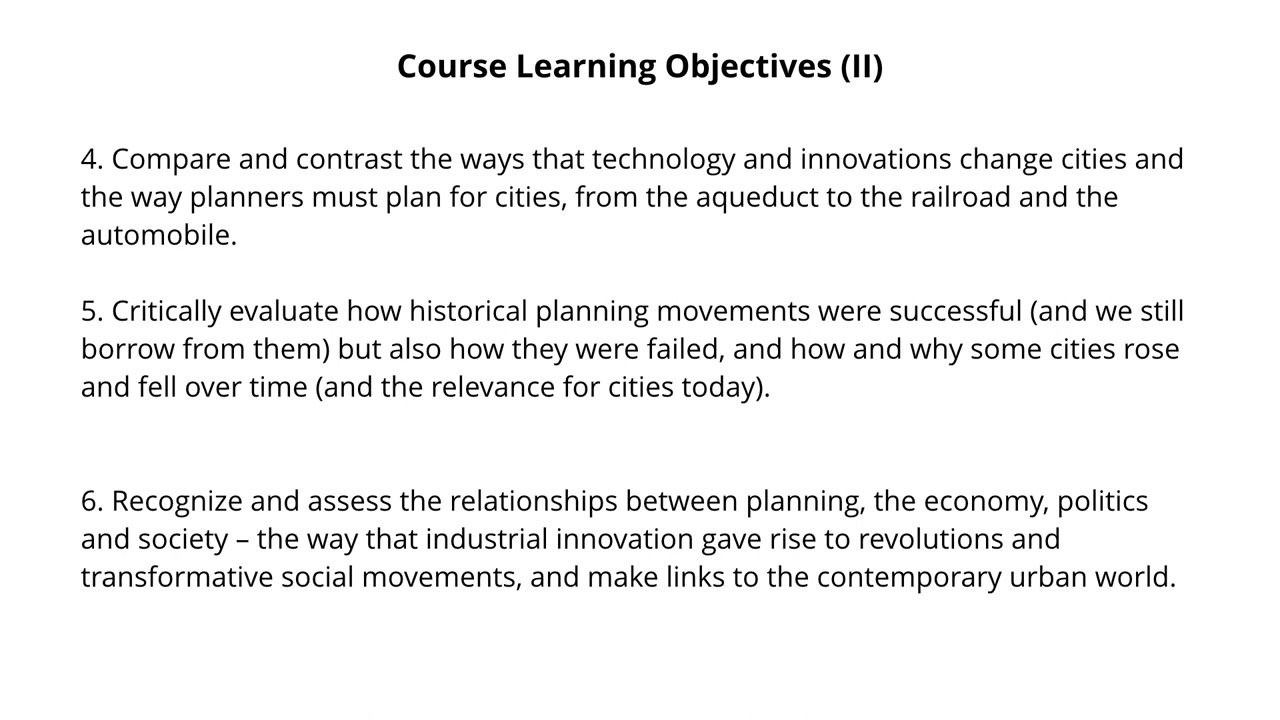 Course Learning Objectives (II)
4. Compare and contrast the ways that technology and innovations change cities and
the way planners must plan for cities, from the aqueduct to the railroad and the
automobile.
5. Critically evaluate how historical planning movements were successful (and we still
borrow from them) but also how they were failed, and how and why some cities rose
and fell over time (and the relevance for cities today).
6. Recognize and assess the relationships between planning, the economy, politics
and society – the way that industrial innovation gave rise to revolutions and
transformative social movements, and make links to the contemporary urban world.